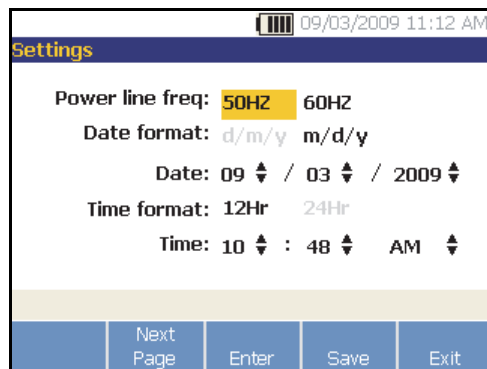 09/03/2009 11:12 AM
Settings
Power line freq: 50HZ 60HZ
Date format: d/m/y m/d/y
Date: 09 / 03 / 2009
Time format: 12Hr 24Hr
Time: 10 : 48 AM
Next Page Enter Save Exit